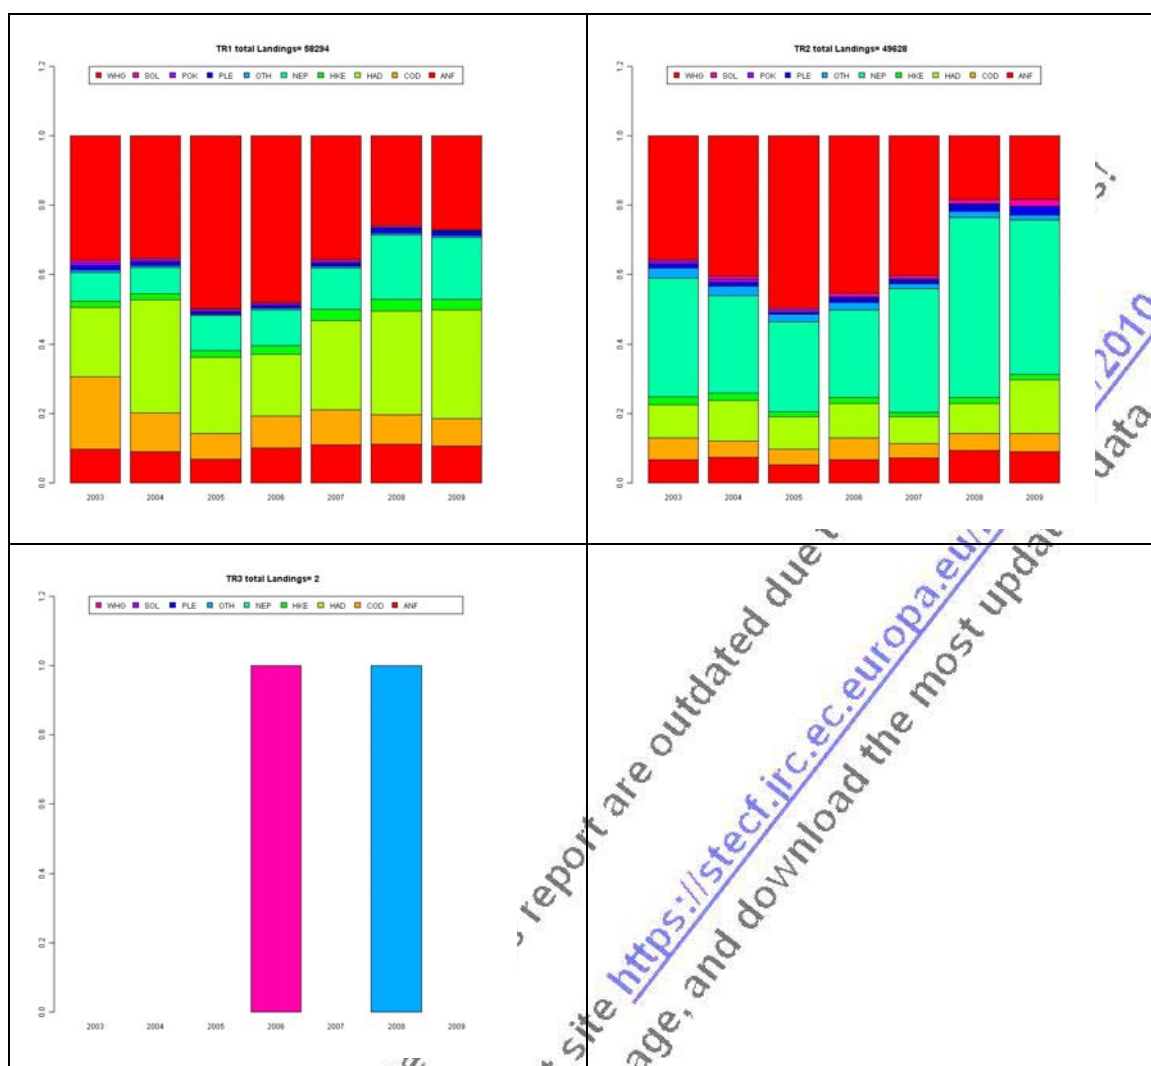 TR1 total Landings= 58294
WHG SOL POK PLE OTH NEP HKE HAD COD ANF
1.2
1.0
0.8
0.6
0.4
0.2
0.0
2003 2004 2005 2006 2007 2008 2009
TR2 total Landings= 49628
WHG SOL POK PLE OTH NEP HKE HAD COD ANF
1.2
1.0
0.8
0.6
0.4
0.2
0.0
2003 2004 2005 2006 2007 2008 2009
TR3 total Landings= 2
WHG SOL PLE OTH NEP HKE HAD COD ANF
1.2
1.0
0.8
0.6
0.4
0.2
0.0
2003 2004 2005 2006 2007 2008 2009
report are outdated due
site https://stecf.jrc.ec.europa.eu/
/2010
age, and download the most updat
data